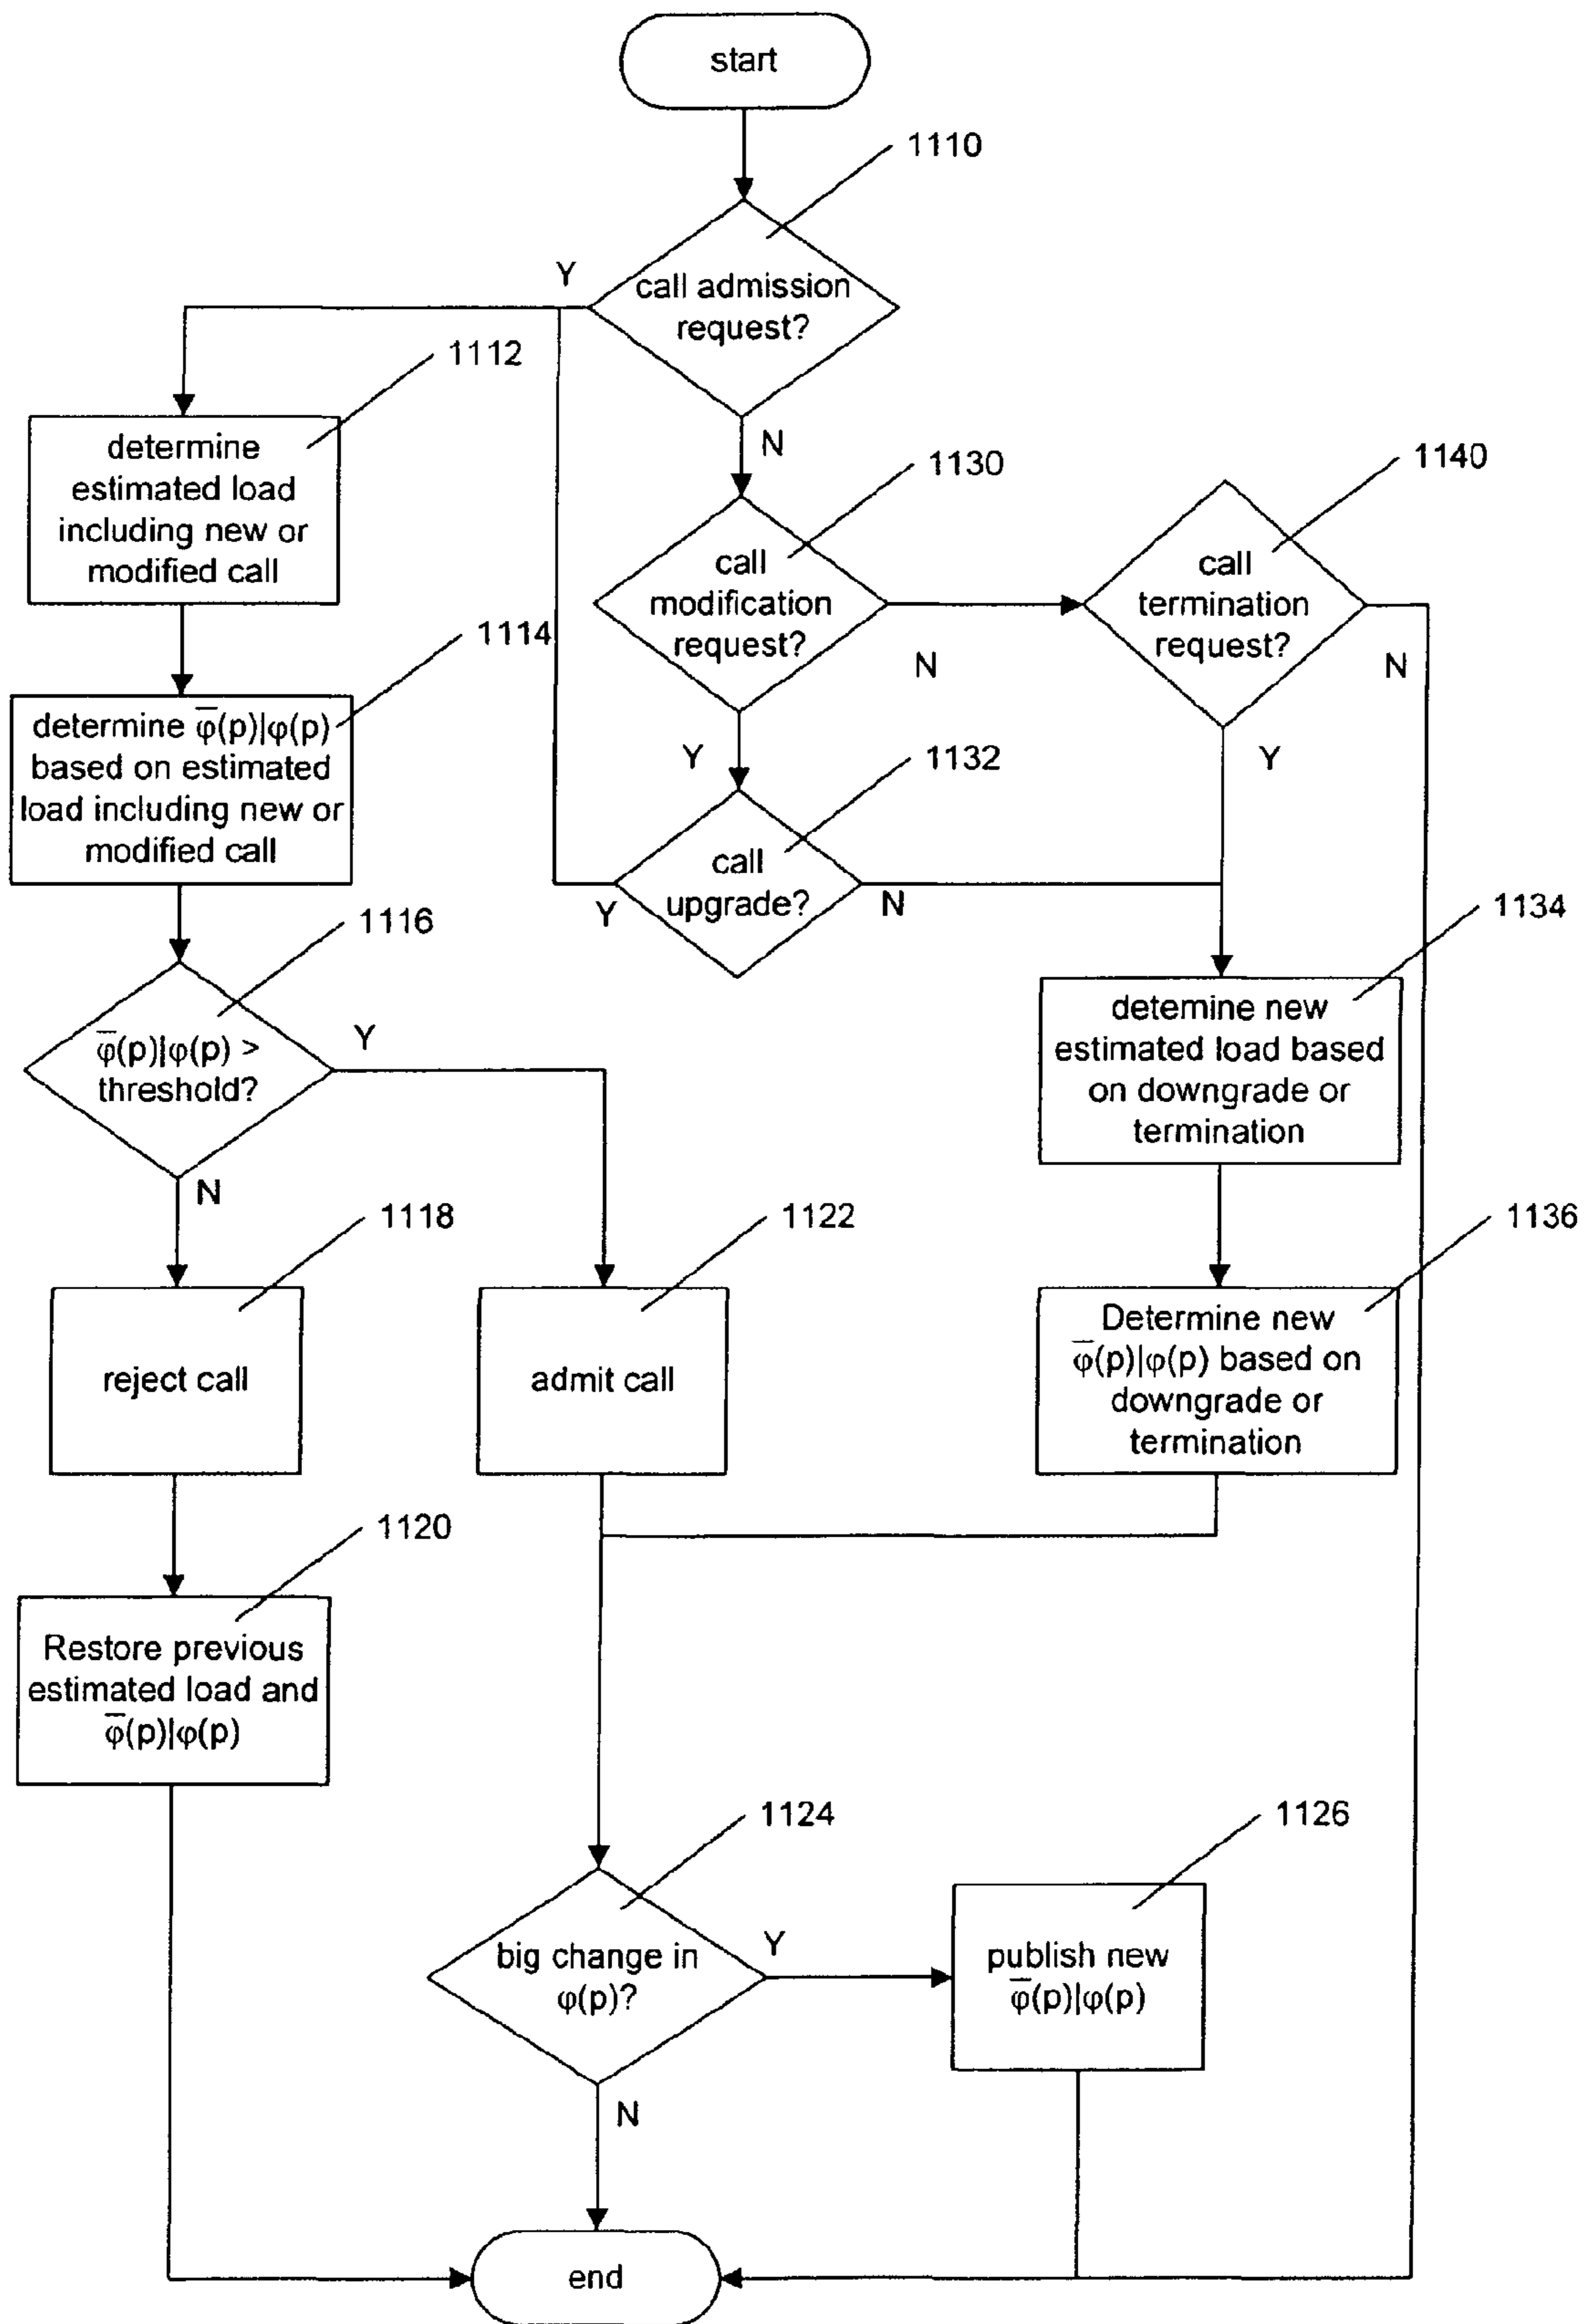 start
1110
call admission
request?
Y
N
1112
determine
estimated load
including new or
modified call
1114
determine φ̅(p)|φ(p)
based on estimated
load including new or
modified call
1116
φ̅(p)|φ(p) >
threshold?
Y
N
1118
reject call
1120
Restore previous
estimated load and
φ̅(p)|φ(p)
1122
admit call
1130
call
modification
request?
N
Y
1132
call
upgrade?
Y
N
1140
call
termination
request?
N
Y
1134
detemine new
estimated load based
on downgrade or
termination
1136
Determine new
φ̅(p)|φ(p) based on
downgrade or
termination
1124
big change in
φ(p)?
Y
N
1126
publish new
φ̅(p)|φ(p)
end